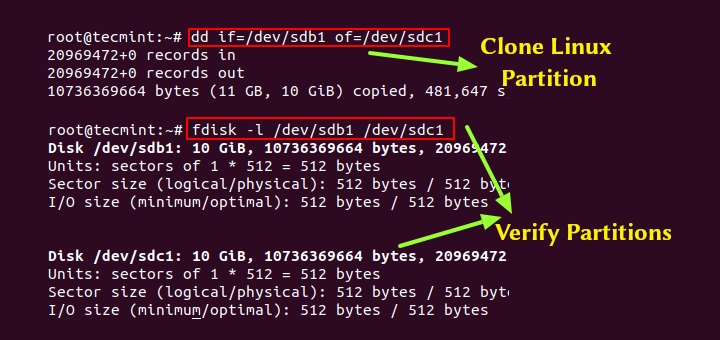 root@tecmint:~# dd if=/dev/sdb1 of=/dev/sdc1
20969472+0 records in
20969472+0 records out
10736369664 bytes (11 GB, 10 GiB) copied, 481,647 s
Clone Linux
Partition
root@tecmint:~# fdisk -l /dev/sdb1 /dev/sdc1
Disk /dev/sdb1: 10 GiB, 10736369664 bytes, 20969472
Units: sectors of 1 * 512 = 512 bytes
Sector size (logical/physical): 512 bytes / 512 byte
I/O size (minimum/optimal): 512 bytes / 512 bytes
Verify Partitions
Disk /dev/sdc1: 10 GiB, 10736369664 bytes, 20969472
Units: sectors of 1 * 512 = 512 bytes
Sector size (logical/physical): 512 bytes / 512 byt
I/O size (minimum/optimal): 512 bytes / 512 bytes